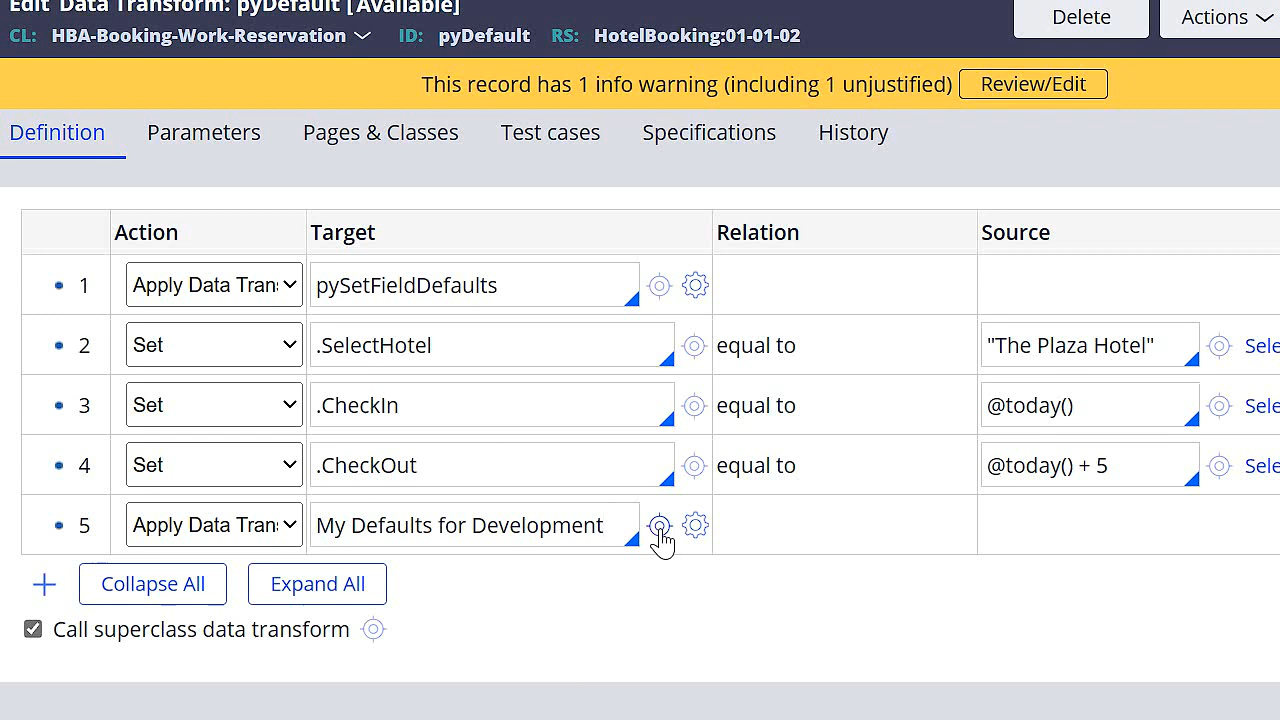 Edit Data Transform: pyDefault [Available]
CL: HBA-Booking-Work-Reservation ID: pyDefault RS: HotelBooking:01-01-02
Delete Actions
This record has 1 info warning (including 1 unjustified) Review/Edit
Definition Parameters Pages & Classes Test cases Specifications History
Action Target Relation Source
1 Apply Data Tran pySetFieldDefaults
2 Set .SelectHotel equal to "The Plaza Hotel" Sele
3 Set .CheckIn equal to @today() Sele
4 Set .CheckOut equal to @today() + 5 Sele
5 Apply Data Tran My Defaults for Development
Collapse All Expand All
Call superclass data transform